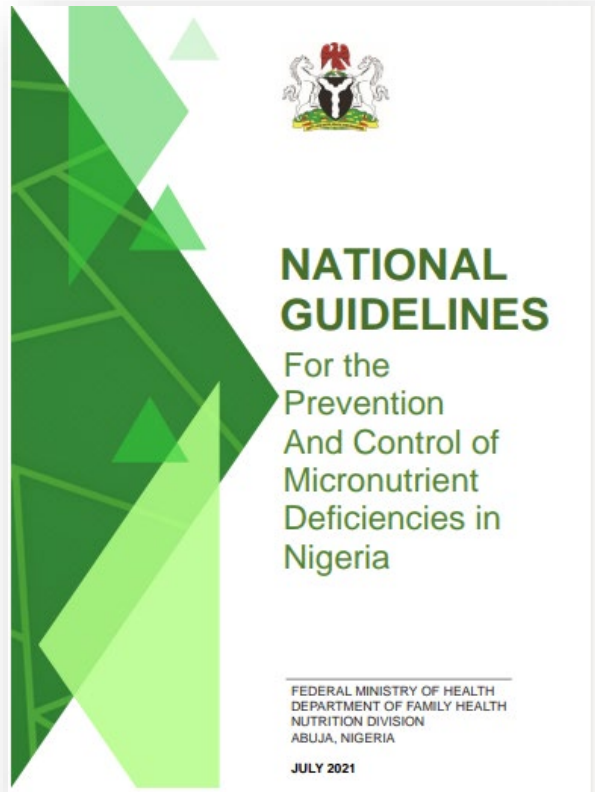 NATIONAL
GUIDELINES
For the
Prevention
And Control of
Micronutrient
Deficiencies in
Nigeria
FEDERAL MINISTRY OF HEALTH
DEPARTMENT OF FAMILY HEALTH
NUTRITION DIVISION
ABUJA, NIGERIA
JULY 2021